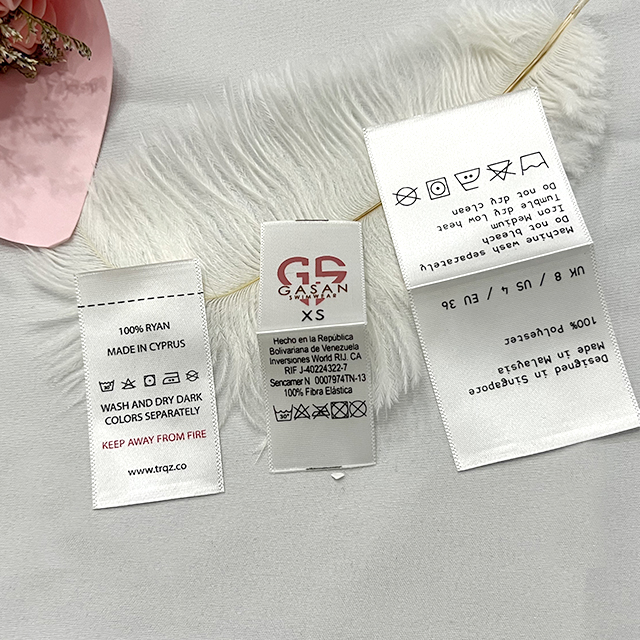 100% RYAN
MADE IN CYPRUS
30°
WASH AND DRY DARK
COLORS SEPARATELY
KEEP AWAY FROM FIRE
www.trqz.co
GS
GASAN
SWIMWEAR
XS
Hecho en la República
Bolivariana de Venezuela
Inversiones World RIJ. CA
RIF J-40224322-7
Sencamer N 0007974TN-13
100% Fibra Elástica
30°
Machine wash separately
Do not bleach
Iron Medium
Tumble dry low heat
Do not dry clean
UK 8 / US 4 / EU 36
100% Polyester
Made in Malaysia
Designed in Singapore